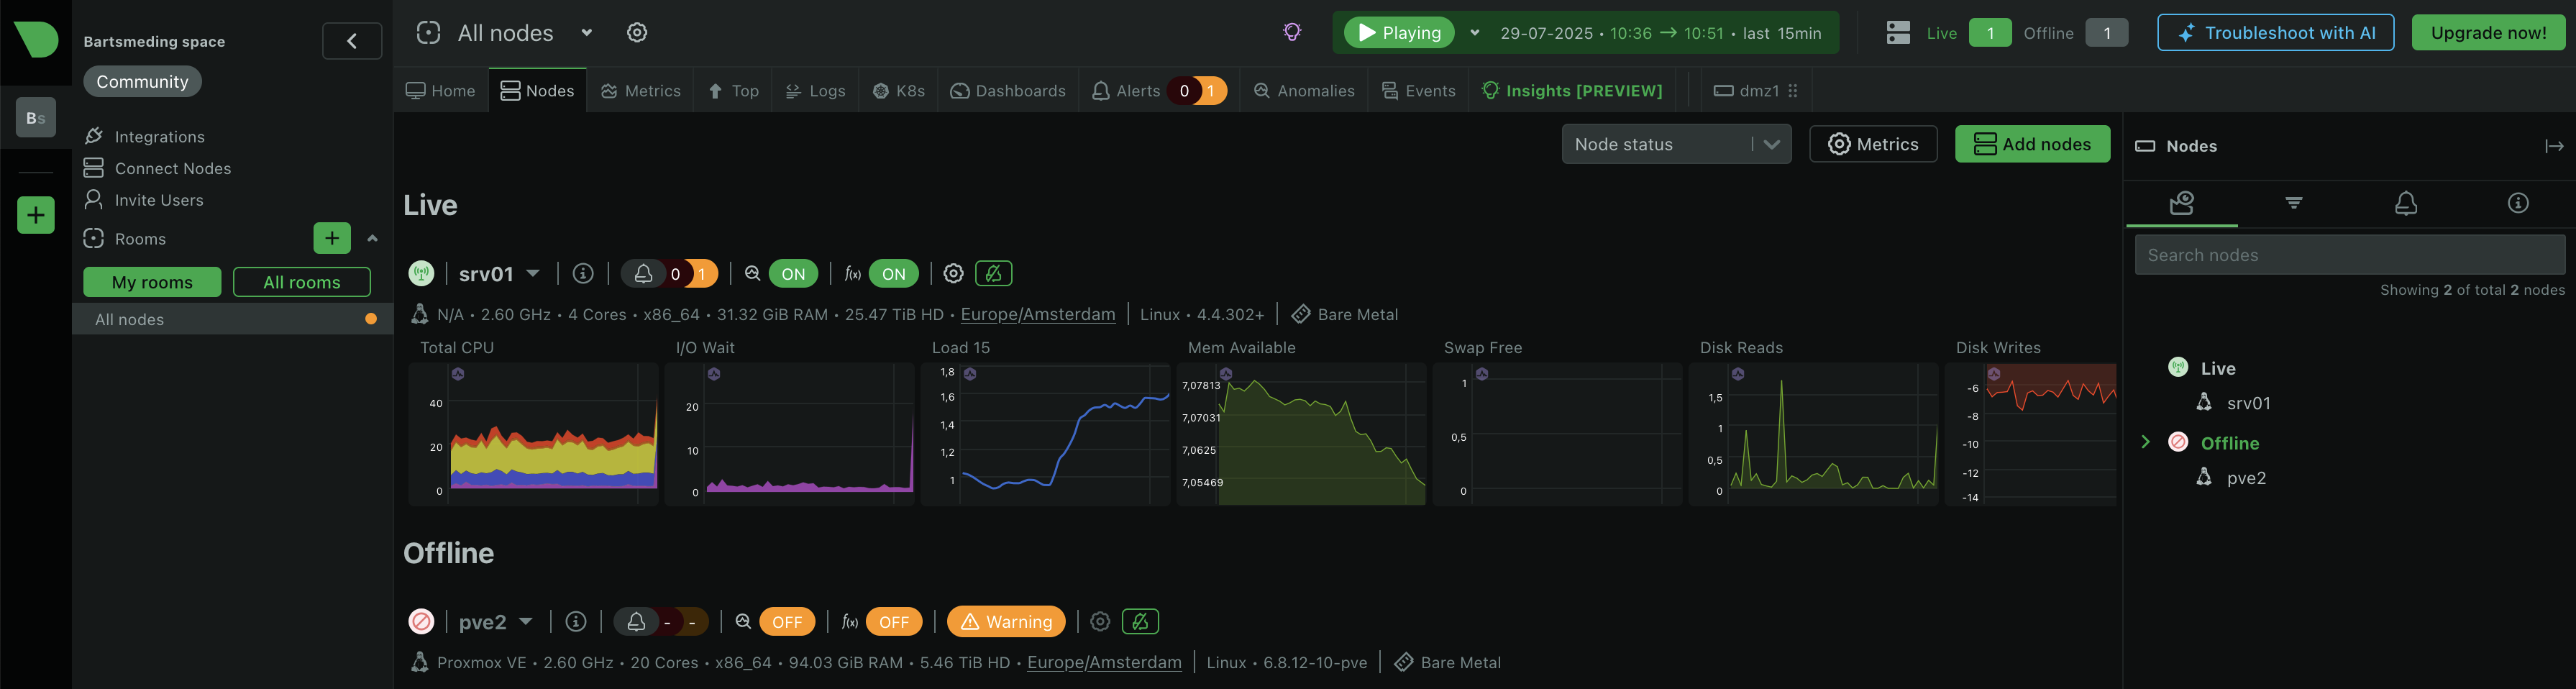 Bartsmeding space
Community
Bs
Integrations
Connect Nodes
Invite Users
Rooms
My rooms
All rooms
All nodes
All nodes
Playing
29-07-2025 • 10:36 → 10:51 • last 15min
Live 1 Offline 1
Troubleshoot with AI
Upgrade now!
Home
Nodes
Metrics
Top
Logs
K8s
Dashboards
Alerts 0 1
Anomalies
Events
Insights [PREVIEW]
dmz1
Node status
Metrics
Add nodes
Live
srv01 0 1 ON f(x) ON
N/A • 2.60 GHz • 4 Cores • x86_64 • 31.32 GiB RAM • 25.47 TiB HD • Europe/Amsterdam Linux • 4.4.302+ Bare Metal
Total CPU
40
20
0
I/O Wait
20
10
0
Load 15
1,8
1,6
1,4
1,2
1
Mem Available
7,07813
7,07031
7,0625
7,05469
Swap Free
1
0,5
0
Disk Reads
1,5
1
0,5
0
Disk Writes
-6
-8
-10
-12
-14
Offline
pve2 - - OFF f(x) OFF Warning
Proxmox VE • 2.60 GHz • 20 Cores • x86_64 • 94.03 GiB RAM • 5.46 TiB HD • Europe/Amsterdam Linux • 6.8.12-10-pve Bare Metal
Nodes
Search nodes
Showing 2 of total 2 nodes
Live
srv01
Offline
pve2